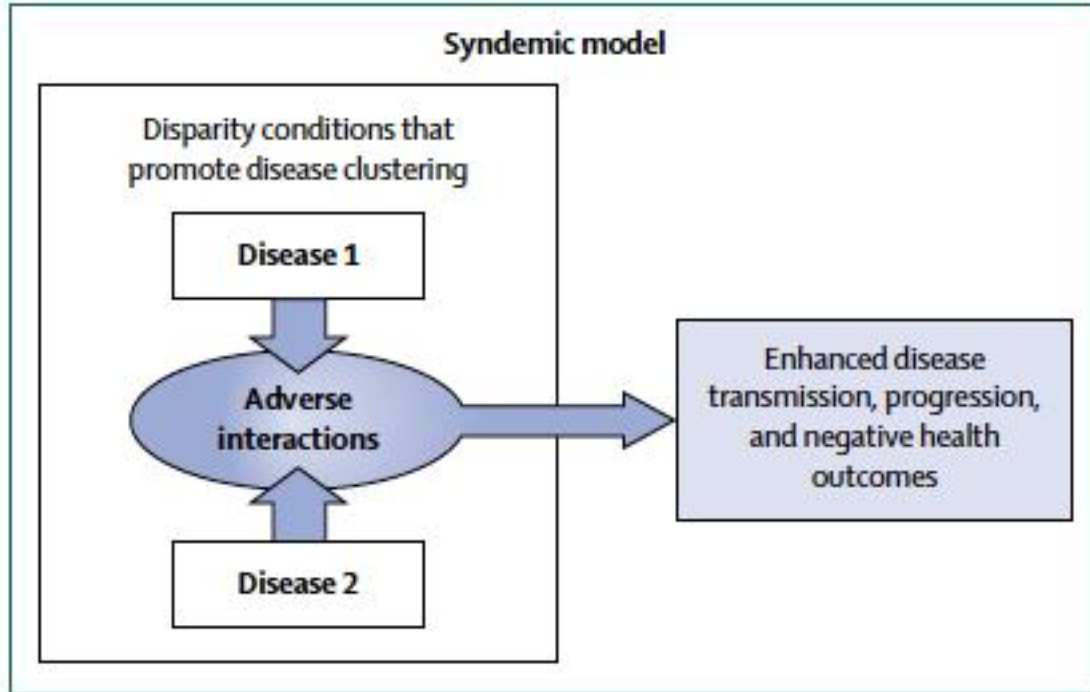 Syndemic model
Disparity conditions that
promote disease clustering
Disease 1
Adverse
interactions
Disease 2
Enhanced disease
transmission, progression,
and negative health
outcomes